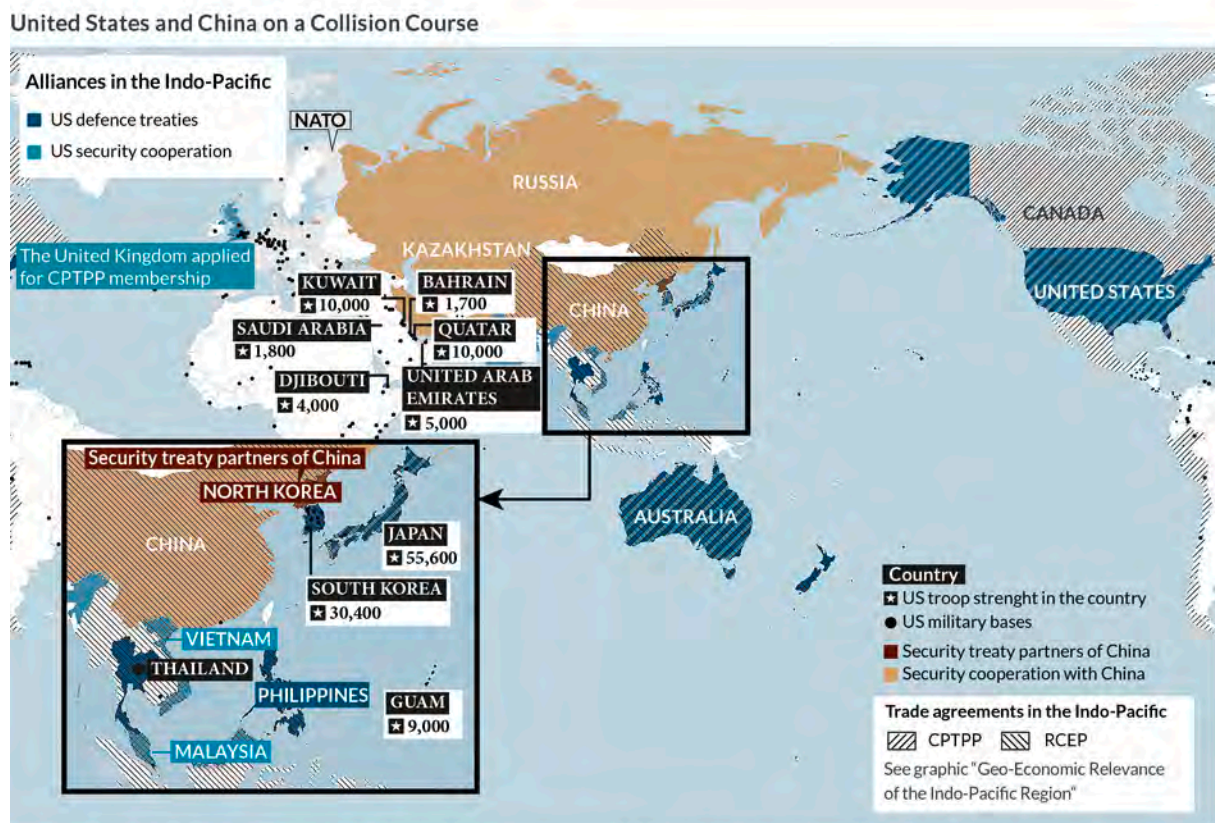 United States and China on a Collision Course
Alliances in the Indo-Pacific
US defence treaties
US security cooperation
NATO
RUSSIA
CANADA
The United Kingdom applied
for CPTPP membership
KAZAKHSTAN
KUWAIT
10,000
BAHRAIN
1,700
SAUDI ARABIA
1,800
QUATAR
10,000
DJIBOUTI
4,000
UNITED ARAB
EMIRATES
5,000
CHINA
UNITED STATES
Security treaty partners of China
NORTH KOREA
CHINA
JAPAN
55,600
SOUTH KOREA
30,400
VIETNAM
THAILAND
PHILIPPINES
GUAM
9,000
MALAYSIA
AUSTRALIA
Country
US troop strenght in the country
US military bases
Security treaty partners of China
Security cooperation with China
Trade agreements in the Indo-Pacific
CPTPP RCEP
See graphic "Geo-Economic Relevance
of the Indo-Pacific Region"